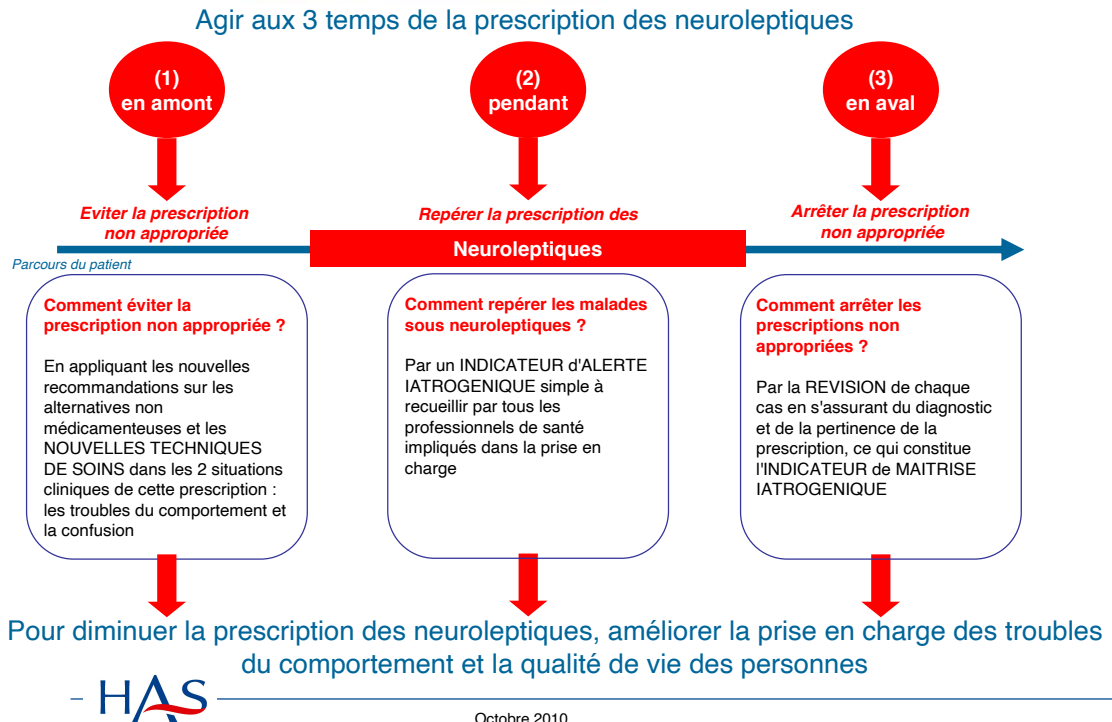 Agir aux 3 temps de la prescription des neuroleptiques
(1)
en amont
(2)
pendant
(3)
en aval
Eviter la prescription
non appropriée
Repérer la prescription des
Arrêter la prescription
non appropriée
Neuroleptiques
Parcours du patient
Comment éviter la
prescription non appropriée ?
En appliquant les nouvelles
recommandations sur les
alternatives non
médicamenteuses et les
NOUVELLES TECHNIQUES
DE SOINS dans les 2 situations
cliniques de cette prescription :
les troubles du comportement et
la confusion
Comment repérer les malades
sous neuroleptiques ?
Par un INDICATEUR d'ALERTE
IATROGENIQUE simple à
recueillir par tous les
professionnels de santé
impliqués dans la prise en
charge
Comment arrêter les
prescriptions non
appropriées ?
Par la REVISION de chaque
cas en s'assurant du diagnostic
et de la pertinence de la
prescription, ce qui constitue
l'INDICATEUR de MAITRISE
IATROGENIQUE
Pour diminuer la prescription des neuroleptiques, améliorer la prise en charge des troubles
du comportement et la qualité de vie des personnes
HAS
Octobre 2010